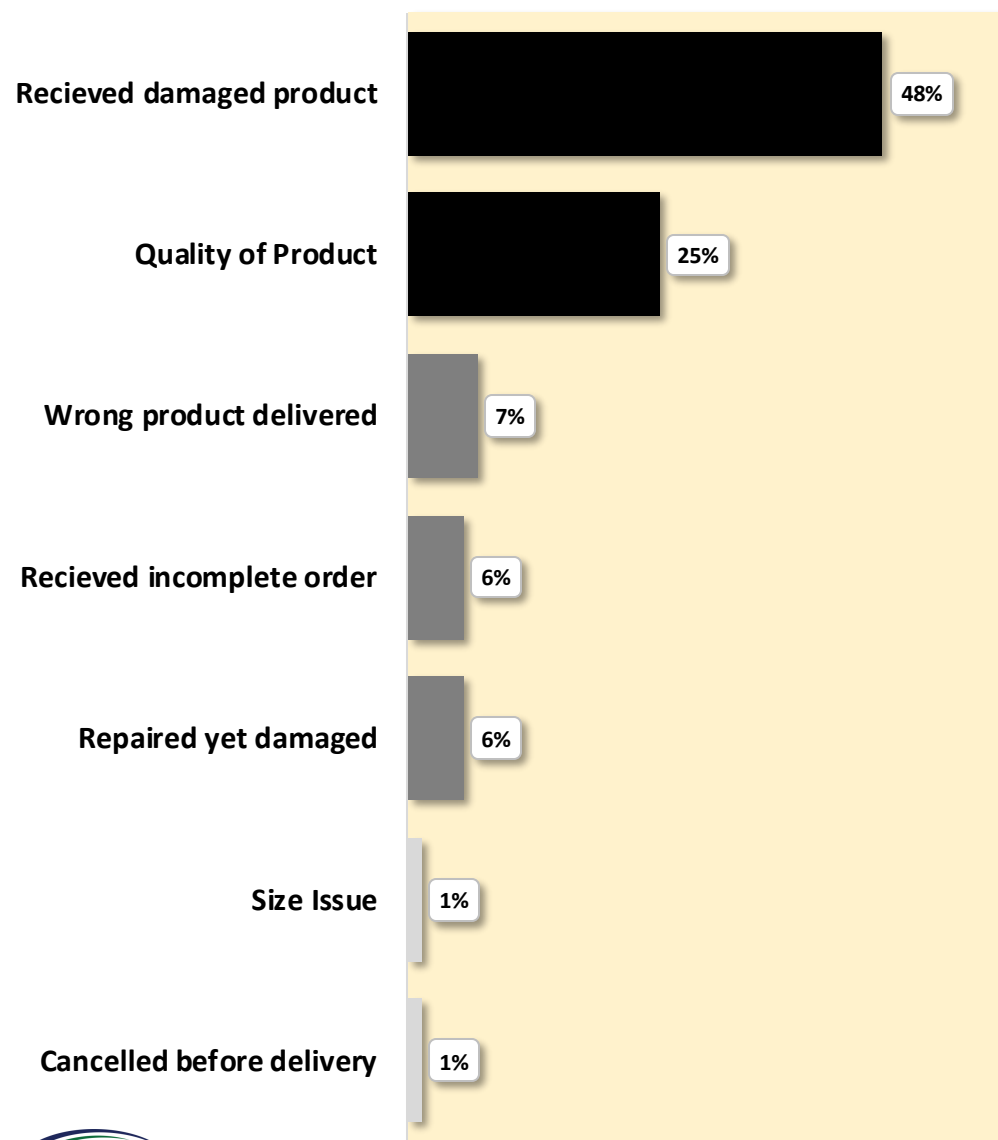 Recieved damaged product 48%
Quality of Product 25%
Wrong product delivered 7%
Recieved incomplete order 6%
Repaired yet damaged 6%
Size Issue 1%
Cancelled before delivery 1%